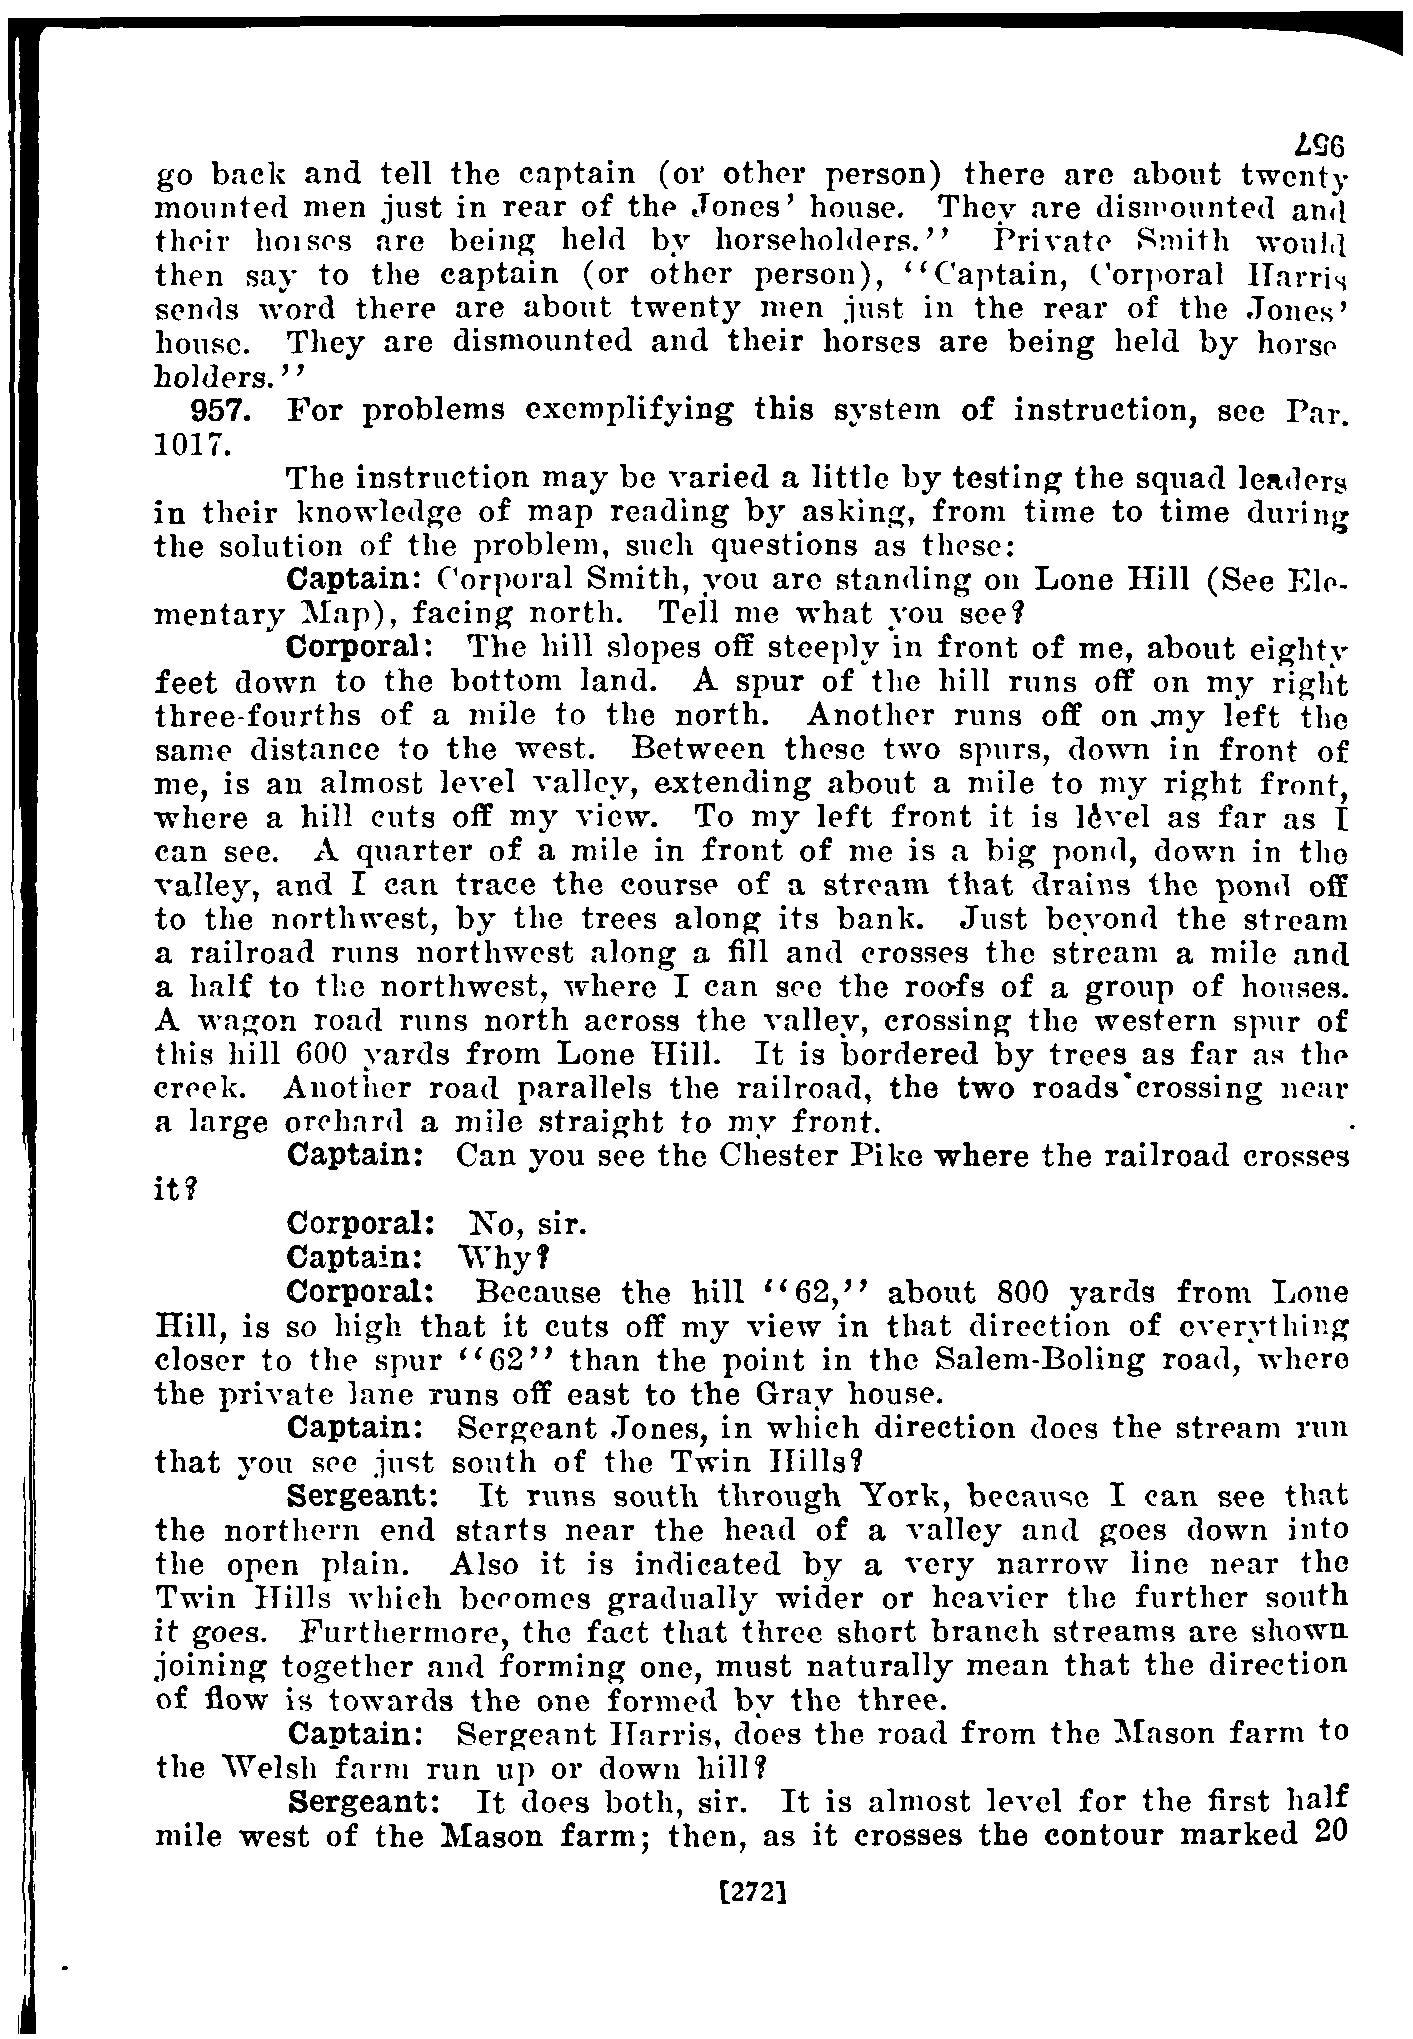 957
go back and tell the captain (or other person) there are about twenty
mounted men just in rear of the Jones' house. They are dismounted and
their horses are being held by horseholders.'' Private Smith would
then say to the captain (or other person), ''Captain, Corporal Harris
sends word there are about twenty men just in the rear of the Jones'
house. They are dismounted and their horses are being held by horse
holders.''
957. For problems exemplifying this system of instruction, see Par.
1017.
The instruction may be varied a little by testing the squad leaders
in their knowledge of map reading by asking, from time to time during
the solution of the problem, such questions as these:
Captain: Corporal Smith, you are standing on Lone Hill (See Ele-
mentary Map), facing north. Tell me what you see?
Corporal: The hill slopes off steeply in front of me, about eighty
feet down to the bottom land. A spur of the hill runs off on my right
three-fourths of a mile to the north. Another runs off on my left the
same distance to the west. Between these two spurs, down in front of
me, is an almost level valley, extending about a mile to my right front,
where a hill cuts off my view. To my left front it is level as far as I
can see. A quarter of a mile in front of me is a big pond, down in the
valley, and I can trace the course of a stream that drains the pond off
to the northwest, by the trees along its bank. Just beyond the stream
a railroad runs northwest along a fill and crosses the stream a mile and
a half to the northwest, where I can see the roofs of a group of houses.
A wagon road runs north across the valley, crossing the western spur of
this hill 600 yards from Lone Hill. It is bordered by trees as far as the
creek. Another road parallels the railroad, the two roads crossing near
a large orchard a mile straight to my front.
Captain: Can you see the Chester Pike where the railroad crosses
it?
Corporal: No, sir.
Captain: Why?
Corporal: Because the hill ''62,'' about 800 yards from Lone
Hill, is so high that it cuts off my view in that direction of everything
closer to the spur ''62'' than the point in the Salem-Boling road, where
the private lane runs off east to the Gray house.
Captain: Sergeant Jones, in which direction does the stream run
that you see just south of the Twin Hills?
Sergeant: It runs south through York, because I can see that
the northern end starts near the head of a valley and goes down into
the open plain. Also it is indicated by a very narrow line near the
Twin Hills which becomes gradually wider or heavier the further south
it goes. Furthermore, the fact that three short branch streams are shown
joining together and forming one, must naturally mean that the direction
of flow is towards the one formed by the three.
Captain: Sergeant Harris, does the road from the Mason farm to
the Welsh farm run up or down hill?
Sergeant: It does both, sir. It is almost level for the first half
mile west of the Mason farm; then, as it crosses the contour marked 20
[272]